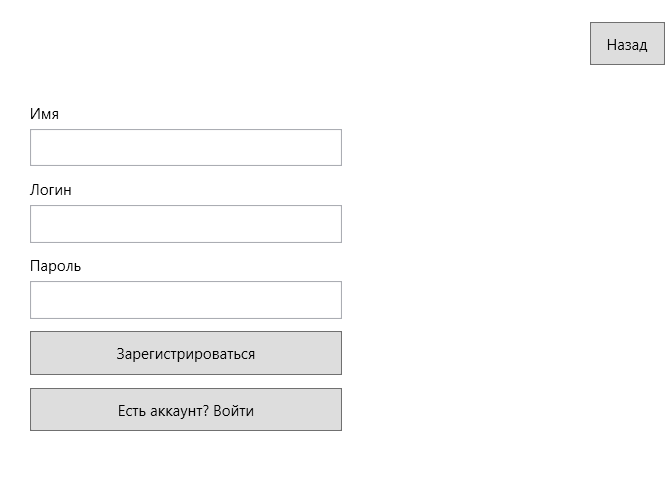 Назад
Имя
Логин
Пароль
Зарегистрироваться
Есть аккаунт? Войти